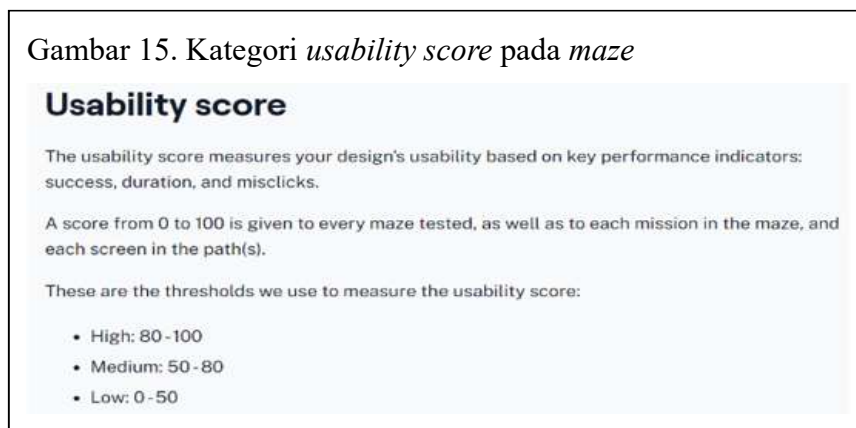 Gambar 15. Kategori usability score pada maze
Usability score
The usability score measures your design's usability based on key performance indicators:
success, duration, and misclicks.
A score from 0 to 100 is given to every maze tested, as well as to each mission in the maze, and
each screen in the path(s).
These are the thresholds we use to measure the usability score:
• High: 80 - 100
• Medium: 50 - 80
• Low: 0 - 50